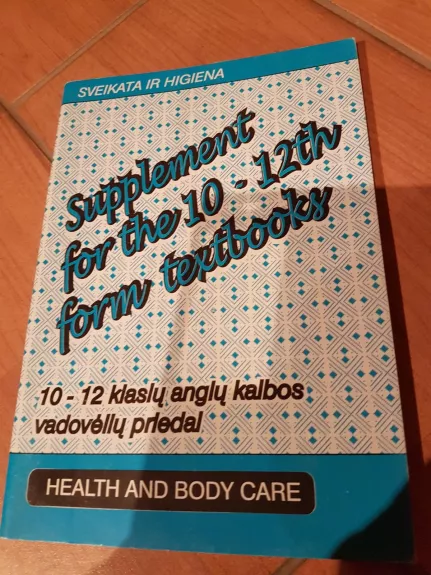 SVEIKATA IR HIGIENA
Supplement
for the 10 - 12th
form textbooks
10 - 12 klasių anglų kalbos
vadovėlių priedai
HEALTH AND BODY CARE